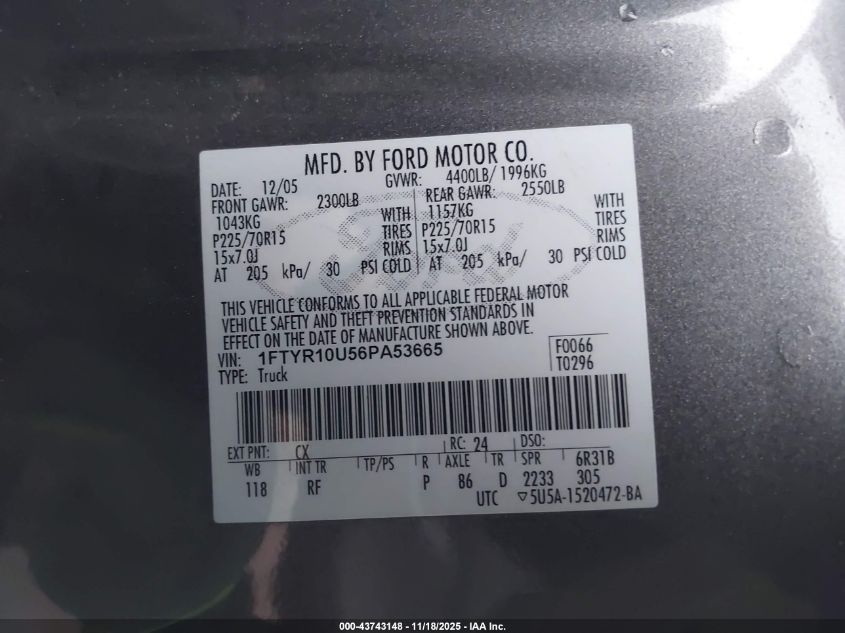 MFD. BY FORD MOTOR CO.
DATE: 12/05 GVWR: 4400LB/ 1996KG
FRONT GAWR: 2300LB REAR GAWR: 2550LB
1043KG WITH 1157KG WITH
P225/70R15 TIRES P225/70R15 TIRES
15x7.0J RIMS 15x7.0J RIMS
AT 205 kPa/ 30 PSI COLD AT 205 kPa/ 30 PSI COLD
THIS VEHICLE CONFORMS TO ALL APPLICABLE FEDERAL MOTOR
VEHICLE SAFETY AND THEFT PREVENTION STANDARDS IN
EFFECT ON THE DATE OF MANUFACTURE SHOWN ABOVE.
VIN: 1FTYR10U56PA53665 F0066
TYPE: Truck T0296
EXT PNT: CX RC: 24 DSO:
WB INT TR TP/PS R AXLE TR SPR 6R31B
118 RF P 86 D 2233 305
UTC ▽5U5A-1520472-BA
Ford
000-43743148 - 11/18/2025 - IAA Inc.